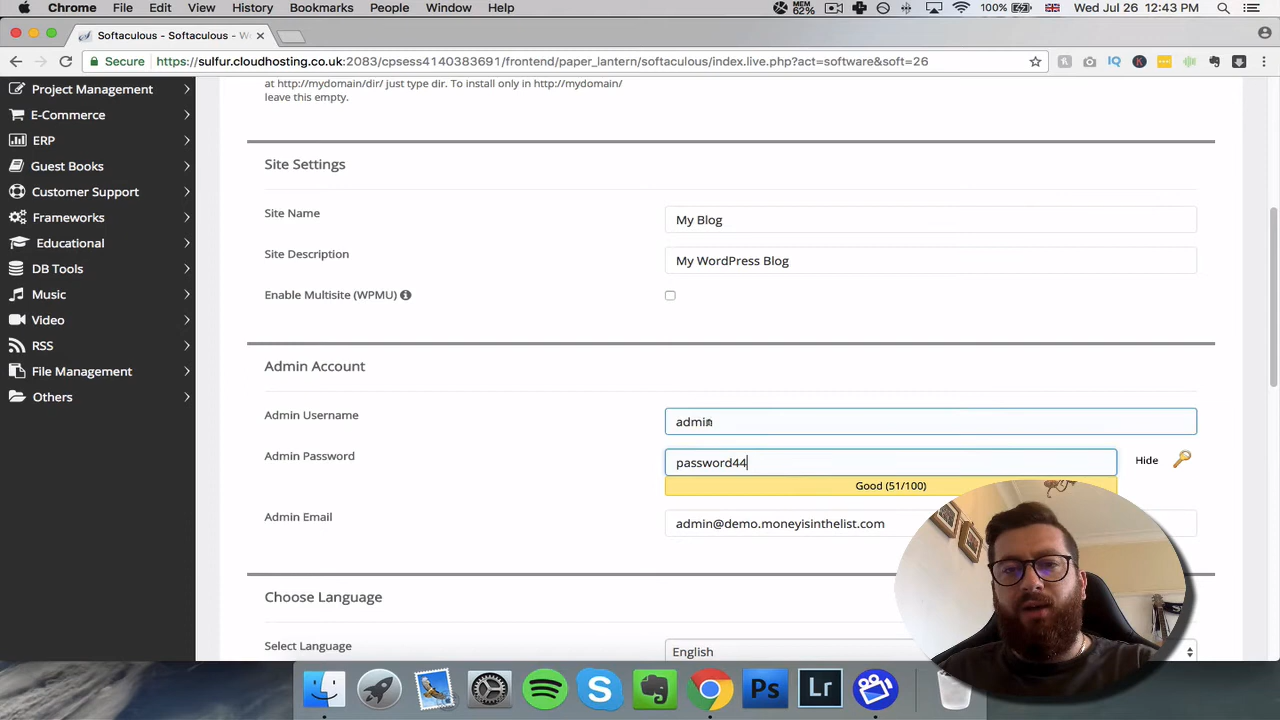 Chrome File Edit View History Bookmarks People Window Help MEM 62% 100% Wed Jul 26 12:43 PM
Softaculous - Softaculous - W
Secure https://sulfur.cloudhosting.co.uk:2083/cpsess4140383691/frontend/paper_lantern/softaculous/index.live.php?act=software&soft=26
Project Management
E-Commerce
ERP
Guest Books
Customer Support
Frameworks
Educational
DB Tools
Music
Video
RSS
File Management
Others
at http://mydomain/dir/ just type dir. To install only in http://mydomain/
leave this empty.
Site Settings
Site Name My Blog
Site Description My WordPress Blog
Enable Multisite (WPMU)
Admin Account
Admin Username admin
Admin Password password44 Hide
Good (51/100)
Admin Email admin@demo.moneyisinthelist.com
Choose Language
Select Language English
Ps Lr